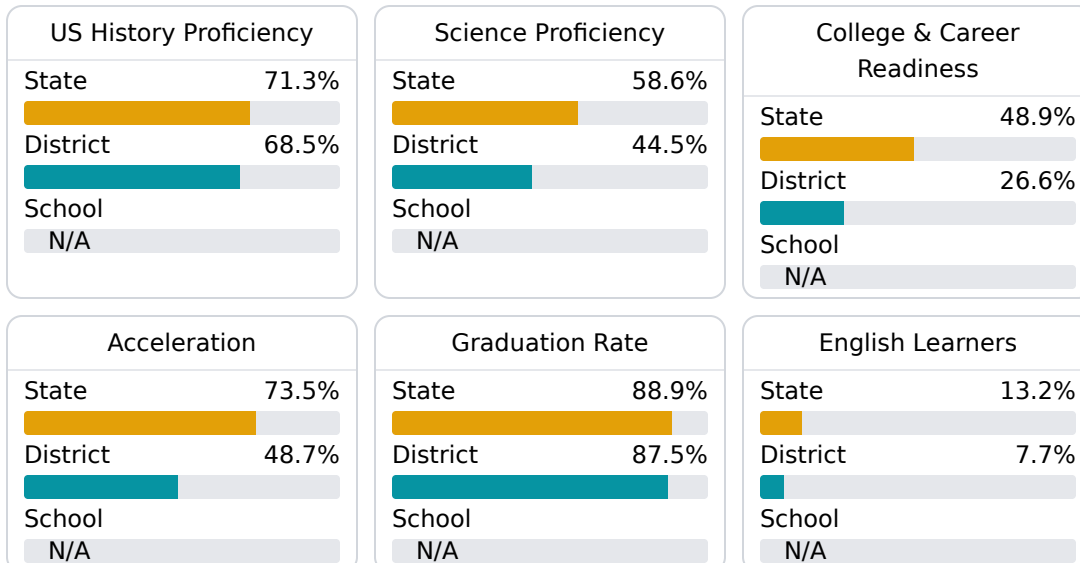 US History Proficiency
State 71.3%
District 68.5%
School
N/A
Science Proficiency
State 58.6%
District 44.5%
School
N/A
College & Career
Readiness
State 48.9%
District 26.6%
School
N/A
Acceleration
State 73.5%
District 48.7%
School
N/A
Graduation Rate
State 88.9%
District 87.5%
School
N/A
English Learners
State 13.2%
District 7.7%
School
N/A